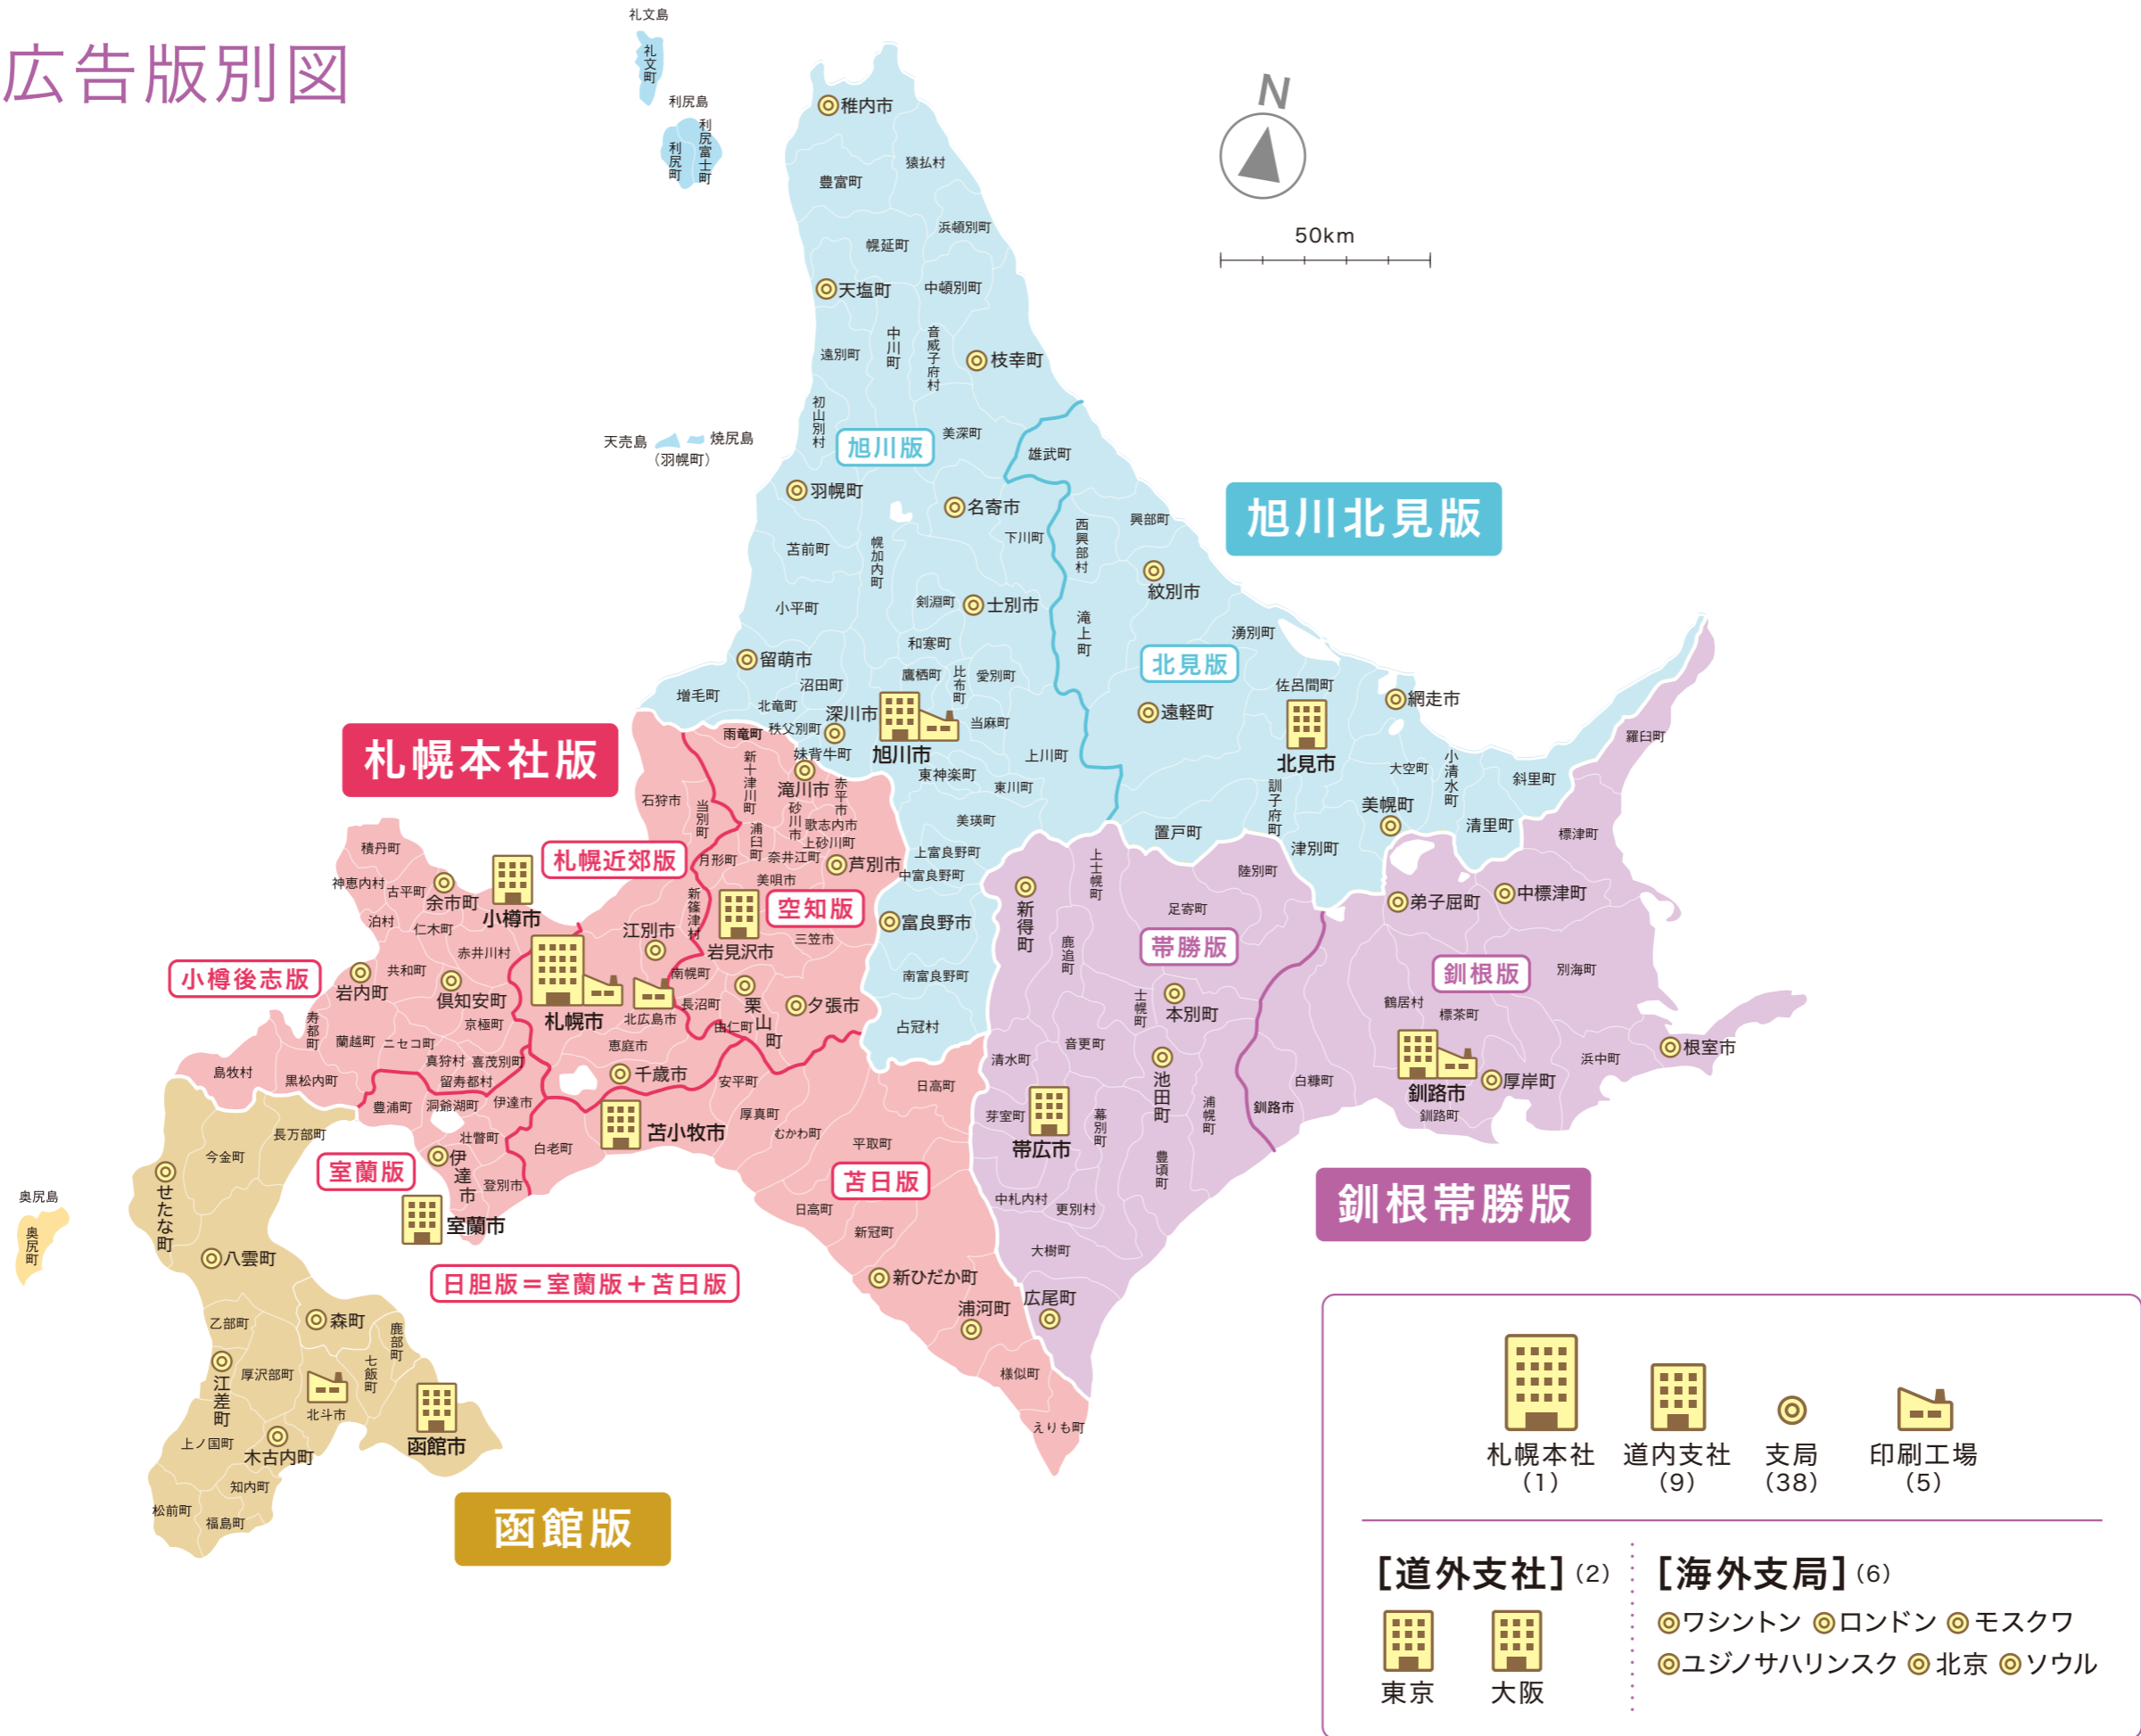 広告版別図
礼文島
礼文町
利尻島
利尻富士町
利尻町
N
50km
稚内市
猿払村
豊富町
浜頓別町
幌延町
天塩町
中頓別町
中川町
音威子府村
遠別町
枝幸町
初山別村
旭川版
美深町
雄武町
天売島
焼尻島
（羽幌町）
羽幌町
名寄市
旭川北見版
下川町
西興部村
興部町
苫前町
幌加内町
紋別市
剣淵町
士別市
小平町
滝上町
湧別町
和寒町
北見版
留萌市
鷹栖町
比布町
愛別町
沼田町
佐呂間町
増毛町
網走市
北竜町
深川市
遠軽町
当麻町
雨竜町
秩父別町
羅臼町
札幌本社版
妹背牛町
旭川市
上川町
北見市
新十津川町
滝川市
赤平市
東神楽町
東川町
大空町
小清水町
斜里町
石狩市
当別町
砂川市
歌志内市
訓子府町
美幌町
浦臼町
上砂川町
美瑛町
置戸町
清里町
標津町
積丹町
札幌近郊版
月形町
奈井江町
芦別市
上富良野町
上士幌町
津別町
神恵内村
古平町
余市町
小樽市
美唄市
中富良野町
陸別町
新篠津村
空知版
新得町
弟子屈町
中標津町
泊村
仁木町
江別市
富良野市
足寄町
赤井川村
岩見沢市
三笠市
鹿追町
帯勝版
小樽後志版
共和町
南幌町
南富良野町
釧根版
別海町
岩内町
倶知安町
札幌市
長沼町
栗山町
夕張市
士幌町
本別町
鶴居村
標茶町
寿都町
京極町
北広島市
由仁町
占冠村
蘭越町
ニセコ町
恵庭市
音更町
根室市
真狩村
喜茂別町
清水町
浜中町
島牧村
黒松内町
留寿都村
千歳市
安平町
日高町
池田町
白糠町
釧路市
厚岸町
豊浦町
洞爺湖町
伊達市
厚真町
芽室町
帯広市
幕別町
浦幌町
釧路市
釧路町
長万部町
壮瞥町
白老町
苫小牧市
むかわ町
平取町
今金町
室蘭版
伊達市
登別市
苫日版
豊頃町
せたな町
中札内村
更別村
釧根帯勝版
奥尻島
奥尻町
室蘭市
日高町
新冠町
八雲町
大樹町
日胆版＝室蘭版＋苫日版
新ひだか町
浦河町
広尾町
乙部町
森町
鹿部町
様似町
厚沢部町
七飯町
江差町
北斗市
えりも町
上ノ国町
木古内町
函館市
知内町
松前町
福島町
函館版
札幌本社
（1）
道内支社
（9）
支局
（38）
印刷工場
（5）
［道外支社］（2）
東京
大阪
［海外支局］（6）
ワシントン ロンドン モスクワ
ユジノサハリンスク 北京 ソウル